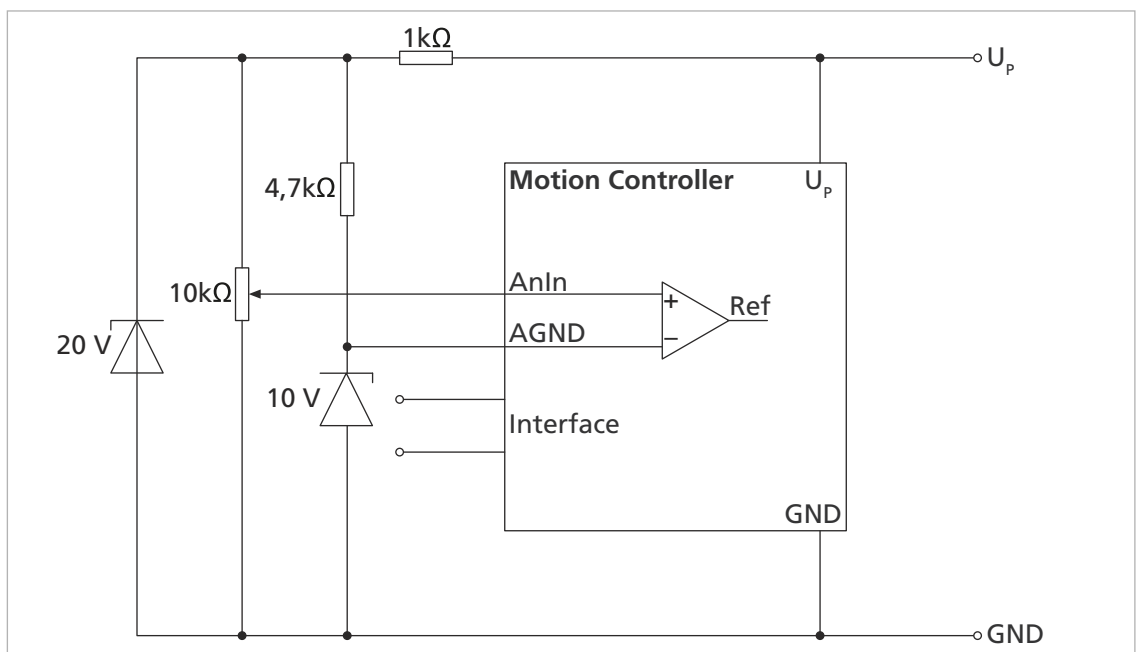 1kΩ
U_P
4,7kΩ
Motion Controller
U_P
10kΩ
AnIn
Ref
+
20 V
AGND
−
10 V
Interface
GND
GND